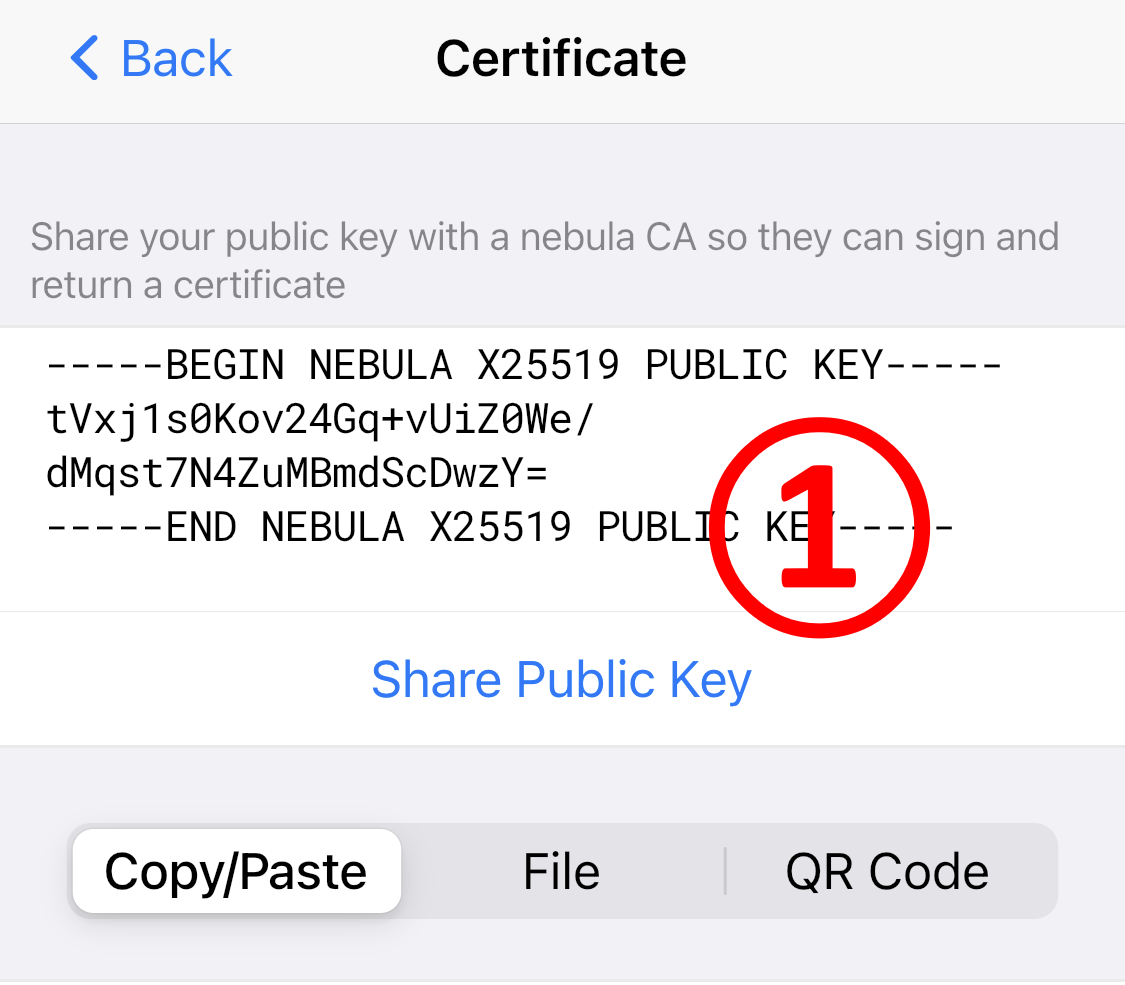 Back
Certificate
Share your public key with a nebula CA so they can sign and
return a certificate
-----BEGIN NEBULA X25519 PUBLIC KEY-----
tVxj1s0Kov24Gq+vUiZ0We/
dMqst7N4ZuMBmdScDwzY=
-----END NEBULA X25519 PUBLIC KEY-----
1
Share Public Key
Copy/Paste
File
QR Code